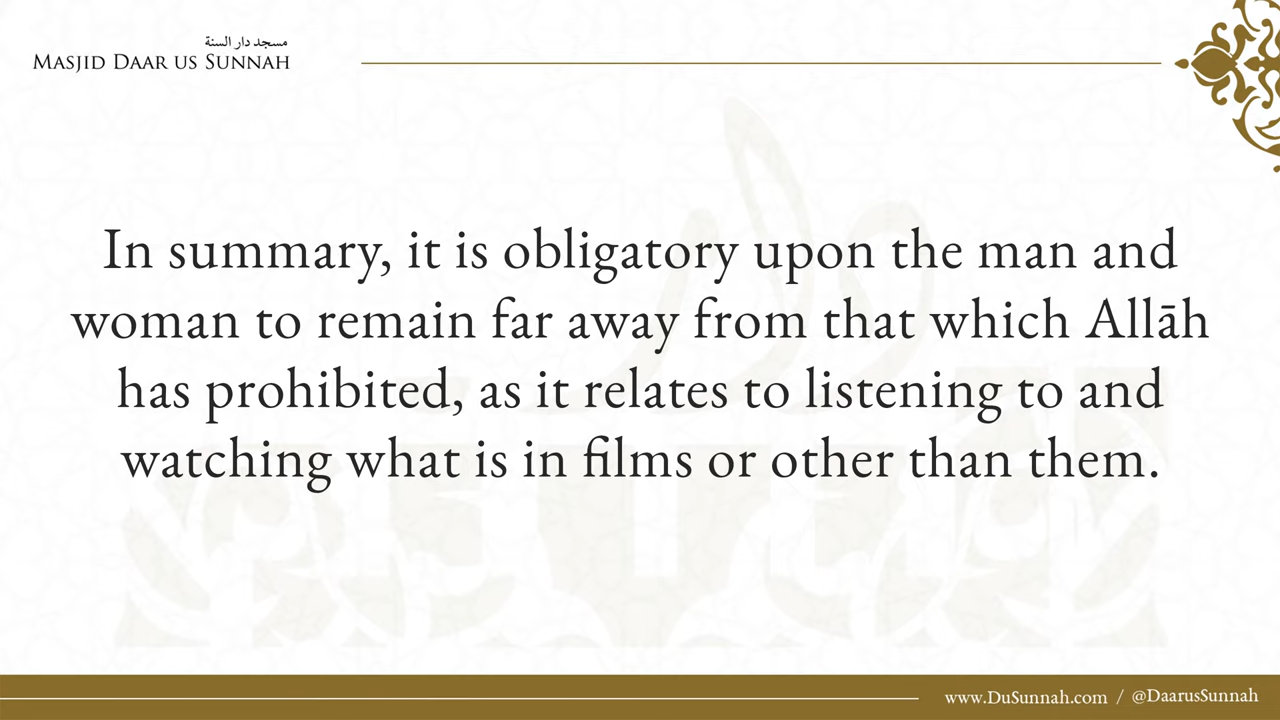 مسجد دار السنة
MASJID DAAR US SUNNAH
In summary, it is obligatory upon the man and
woman to remain far away from that which Allāh
has prohibited, as it relates to listening to and
watching what is in films or other than them.
www.DuSunnah.com / @DaarusSunnah